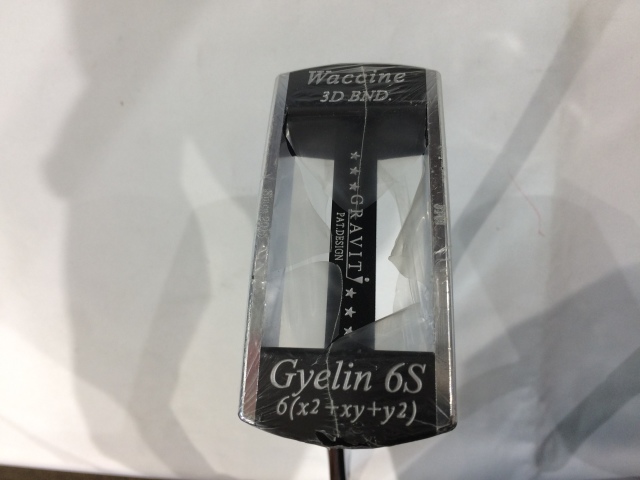 Waccine
3D BND.
★★★ GRAVITY ★★★
PAT.DESIGN
Gyelin 6S
6(x2+xy+y2)